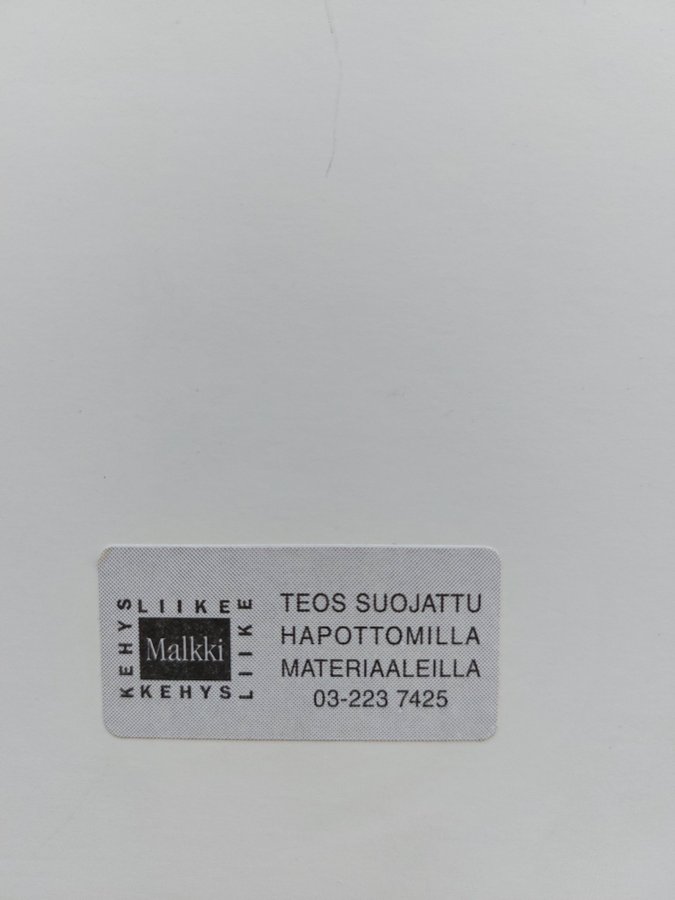 KEHYSLIIKE
Malkki
KEHYSLIIKE
TEOS SUOJATTU
HAPOTTOMILLA
MATERIAALEILLA
03-223 7425